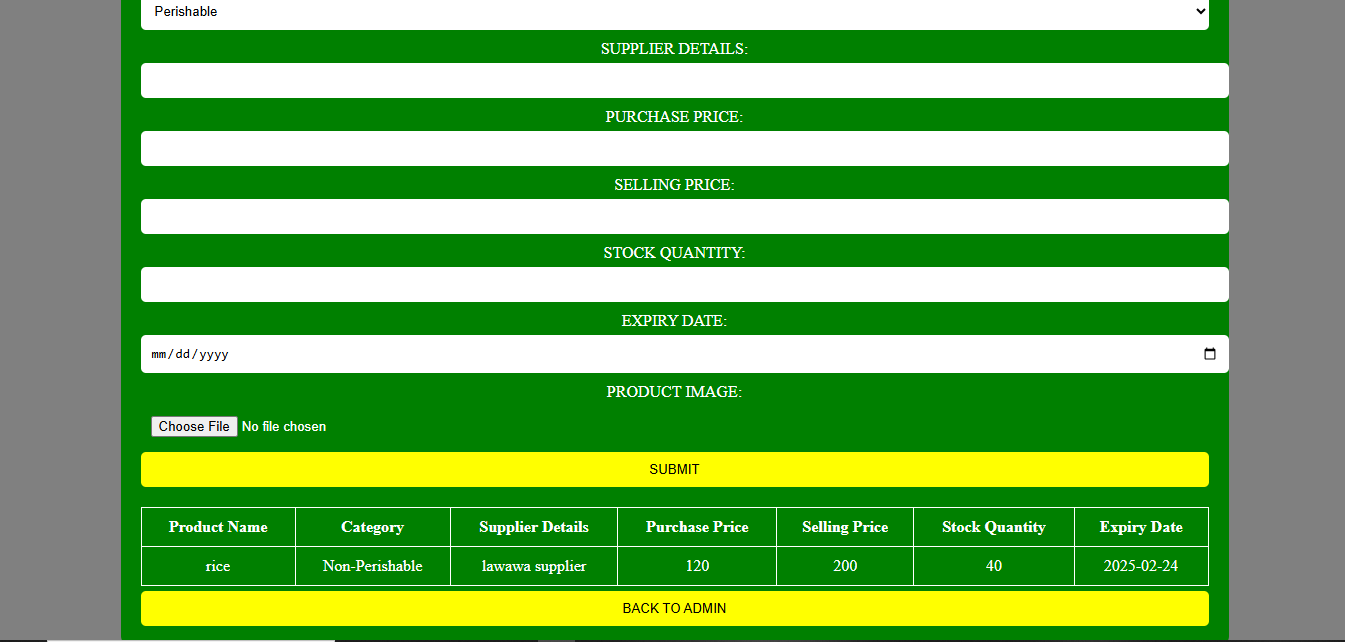 Perishable
SUPPLIER DETAILS:
PURCHASE PRICE:
SELLING PRICE:
STOCK QUANTITY:
EXPIRY DATE:
mm/dd/yyyy
PRODUCT IMAGE:
Choose File No file chosen
SUBMIT
Product Name Category Supplier Details Purchase Price Selling Price Stock Quantity Expiry Date
rice Non-Perishable lawawa supplier 120 200 40 2025-02-24
BACK TO ADMIN